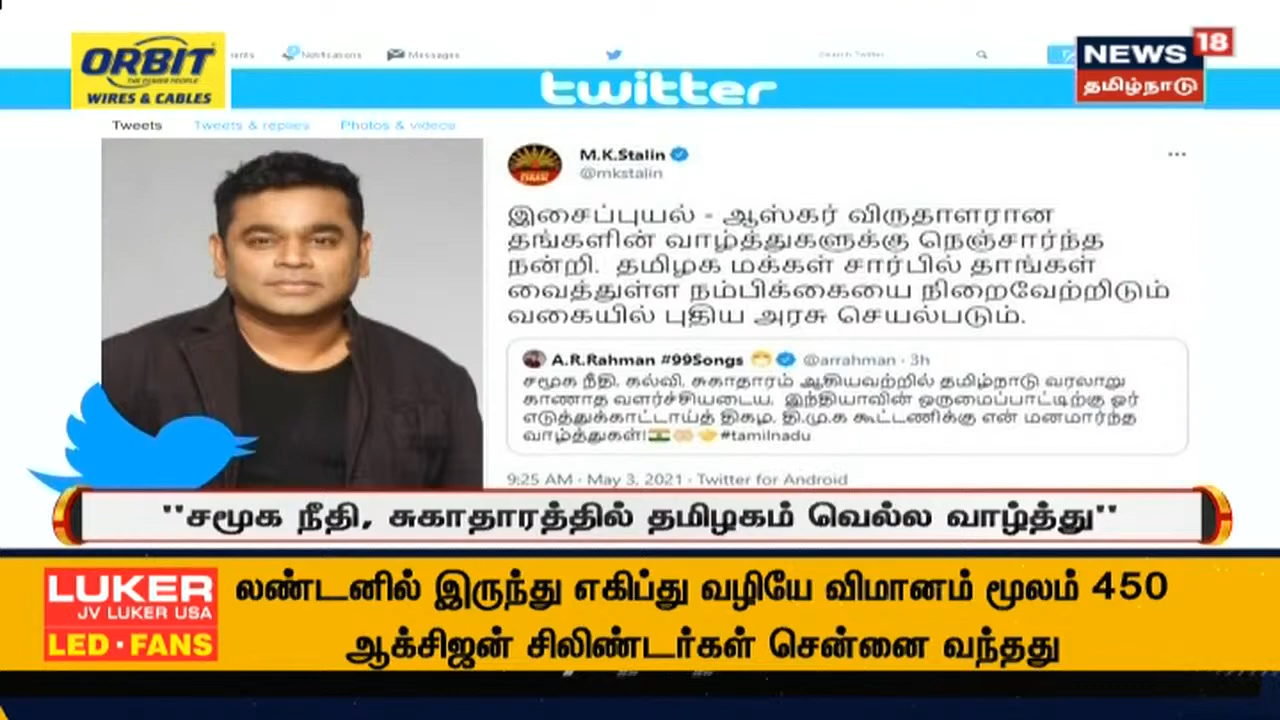 ORBIT
THE POWER PEOPLE
WIRES & CABLES
Notifications
Messages
Search Twitter
NEWS 18
தமிழ்நாடு
twitter
Tweets Tweets & replies Photos & videos
M.K.Stalin
@mkstalin
இசைப்புயல் - ஆஸ்கர் விருதாளரான
தங்களின் வாழ்த்துகளுக்கு நெஞ்சார்ந்த
நன்றி. தமிழக மக்கள் சார்பில் தாங்கள்
வைத்துள்ள நம்பிக்கையை நிறைவேற்றிடும்
வகையில் புதிய அரசு செயல்படும்.
A.R.Rahman #99Songs 😷 @arrahman · 3h
சமூக நீதி, கல்வி, சுகாதாரம் ஆகியவற்றில் தமிழ்நாடு வரலாறு
காணாத வளர்ச்சியடைய, இந்தியாவின் ஒருமைப்பாட்டிற்கு ஓர்
எடுத்துக்காட்டாய்த் திகழ, தி.மு.க கூட்டணிக்கு என் மனமார்ந்த
வாழ்த்துகள்! #tamilnadu
9:25 AM · May 3, 2021 · Twitter for Android
"சமூக நீதி, சுகாதாரத்தில் தமிழகம் வெல்ல வாழ்த்து"
LUKER
JV LUKER USA
LED · FANS
லண்டனில் இருந்து எகிப்து வழியே விமானம் மூலம் 450
ஆக்சிஜன் சிலிண்டர்கள் சென்னை வந்தது